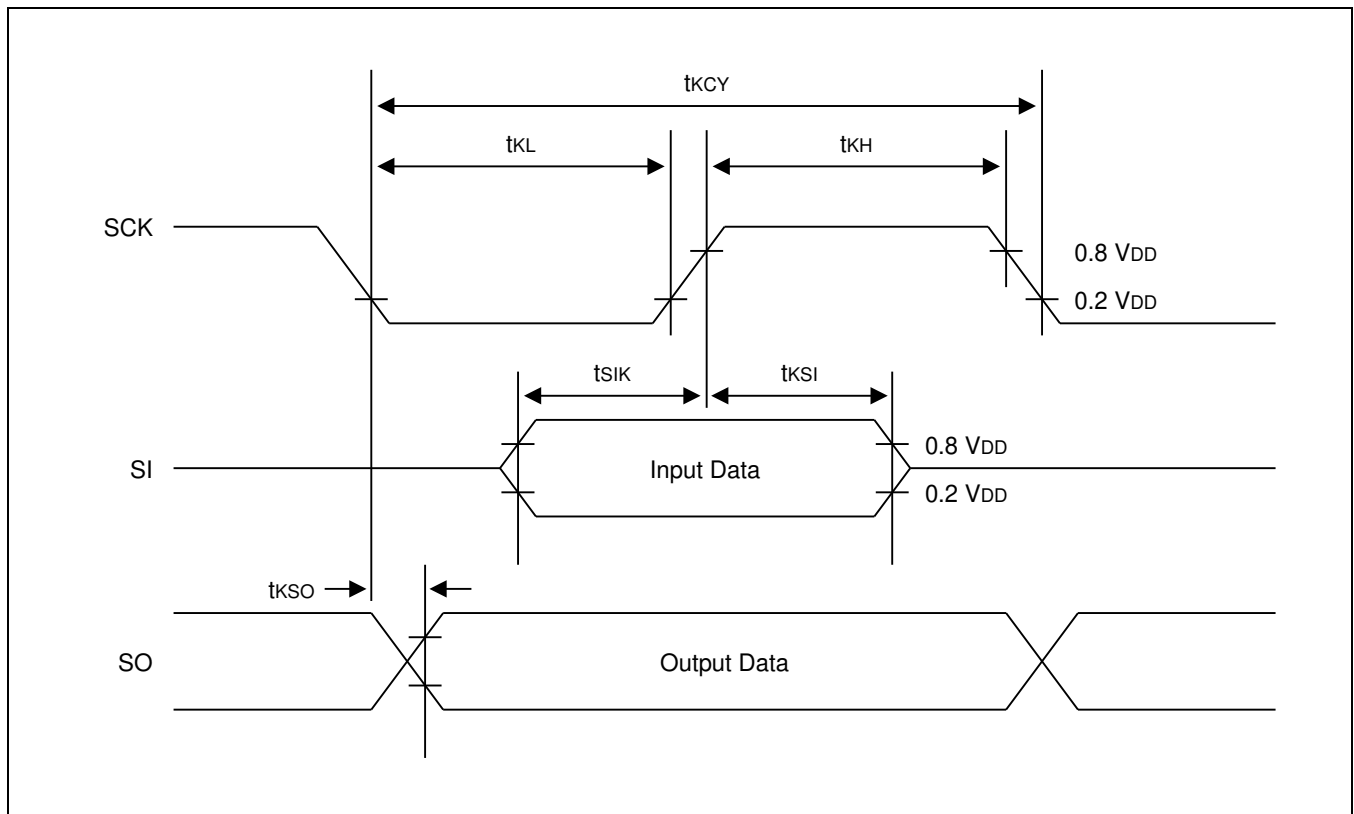 tKCY
tKL
tKH
SCK
0.8 VDD
0.2 VDD
tSIK
tKSI
SI
Input Data
0.8 VDD
0.2 VDD
tKSO
SO
Output Data